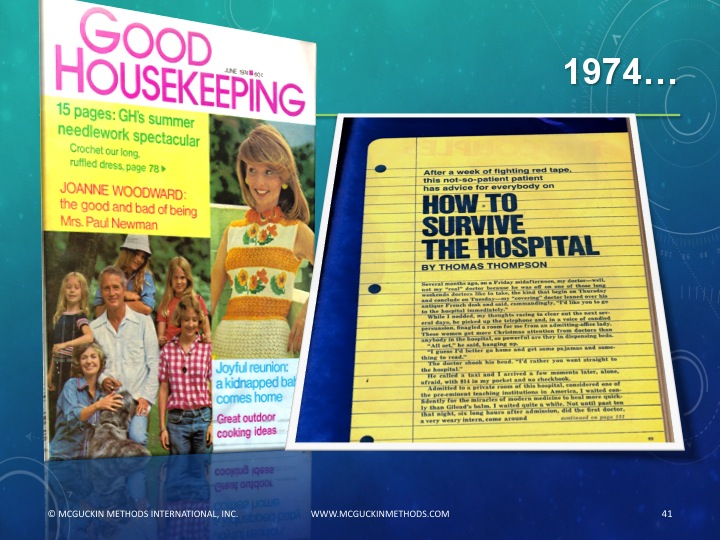 1974…
GOOD
HOUSEKEEPING
JUNE 1974 60¢
15 pages: GH's summer
needlework spectacular
Crochet our long,
ruffled dress, page 78
JOANNE WOODWARD:
the good and bad of being
Mrs. Paul Newman
Joyful reunion:
a kidnapped bab
comes home
Great outdoor
cooking ideas
After a week of fighting red tape,
this not-so-patient patient
has advice for everybody on
HOW TO
SURVIVE
THE HOSPITAL
BY THOMAS THOMPSON
Several months ago, on a Friday midafternoon, my doctor—well,
not my "real" doctor because he was off on one of those long
weekends doctors like to take, the kind that begin on Thursday
and conclude on Tuesday—my "covering" doctor leaned over his
antique French desk and said, commandingly, "I'd like you to go
to the hospital immediately."
While I nodded, my thoughts racing to clear out the next sev-
eral days, he picked up the telephone and, in a voice of candied
persuasion, finagled a room for me from an admitting-office lady.
These women get more Christmas attention from doctors than
anybody in the hospital, so powerful are they in dispensing beds.
"All set," he said, hanging up.
"I guess I'd better go home and get some pajamas and some-
thing to read."
The doctor shook his head. "I'd rather you went straight to
the hospital."
He called a taxi and I arrived a few moments later, alone,
afraid, with $14 in my pocket and no checkbook.
Admitted to a private room of this hospital, considered one of
the pre-eminent teaching institutions in America, I waited con-
fidently for the miracles of modern medicine to heal more quick-
ly than Gilead's balm. I waited quite a while. Not until past ten
that night, six long hours after admission, did the first doctor,
a very weary intern, come around
continued on page
© MCGUCKIN METHODS INTERNATIONAL, INC.
WWW.MCGUCKINMETHODS.COM
41